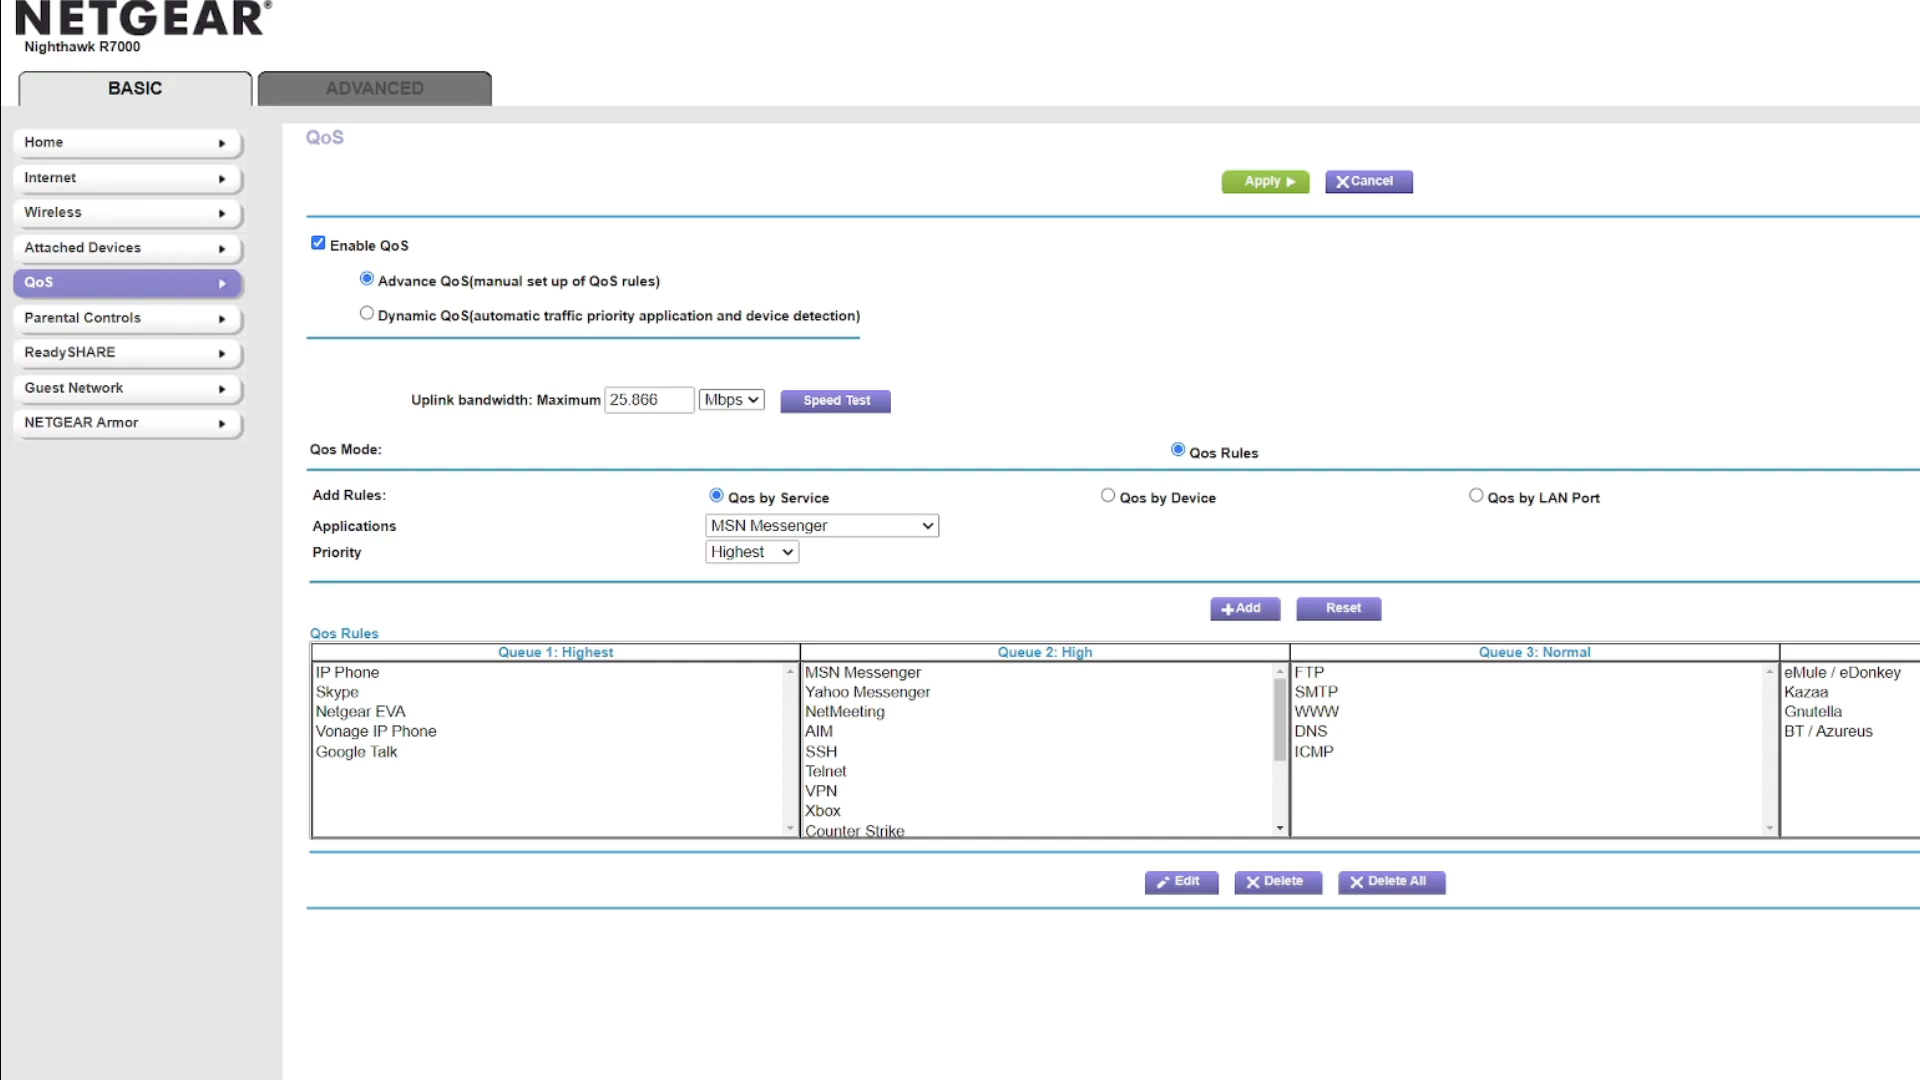 NETGEAR®
Nighthawk R7000
BASIC
ADVANCED
Home
Internet
Wireless
Attached Devices
QoS
Parental Controls
ReadySHARE
Guest Network
NETGEAR Armor
QoS
Apply
Cancel
Enable QoS
Advance QoS(manual set up of QoS rules)
Dynamic QoS(automatic traffic priority application and device detection)
Uplink bandwidth: Maximum 25.866 Mbps Speed Test
Qos Mode: Qos Rules
Add Rules: Qos by Service Qos by Device Qos by LAN Port
Applications MSN Messenger
Priority Highest
Add Reset
Qos Rules
Queue 1: Highest
IP Phone
Skype
Netgear EVA
Vonage IP Phone
Google Talk
Queue 2: High
MSN Messenger
Yahoo Messenger
NetMeeting
AIM
SSH
Telnet
VPN
Xbox
Counter Strike
Queue 3: Normal
FTP
SMTP
WWW
DNS
ICMP
eMule / eDonkey
Kazaa
Gnutella
BT / Azureus
Edit Delete Delete All